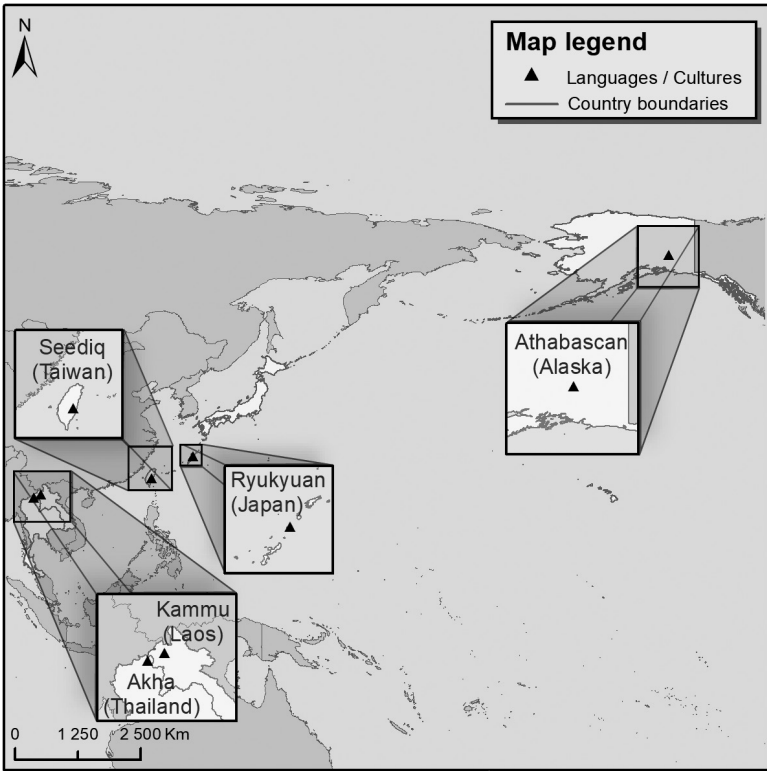 N
Map legend
Languages / Cultures
Country boundaries
Seediq
(Taiwan)
Athabascan
(Alaska)
Ryukyuan
(Japan)
Kammu
(Laos)
Akha
(Thailand)
0 1 250 2 500 Km